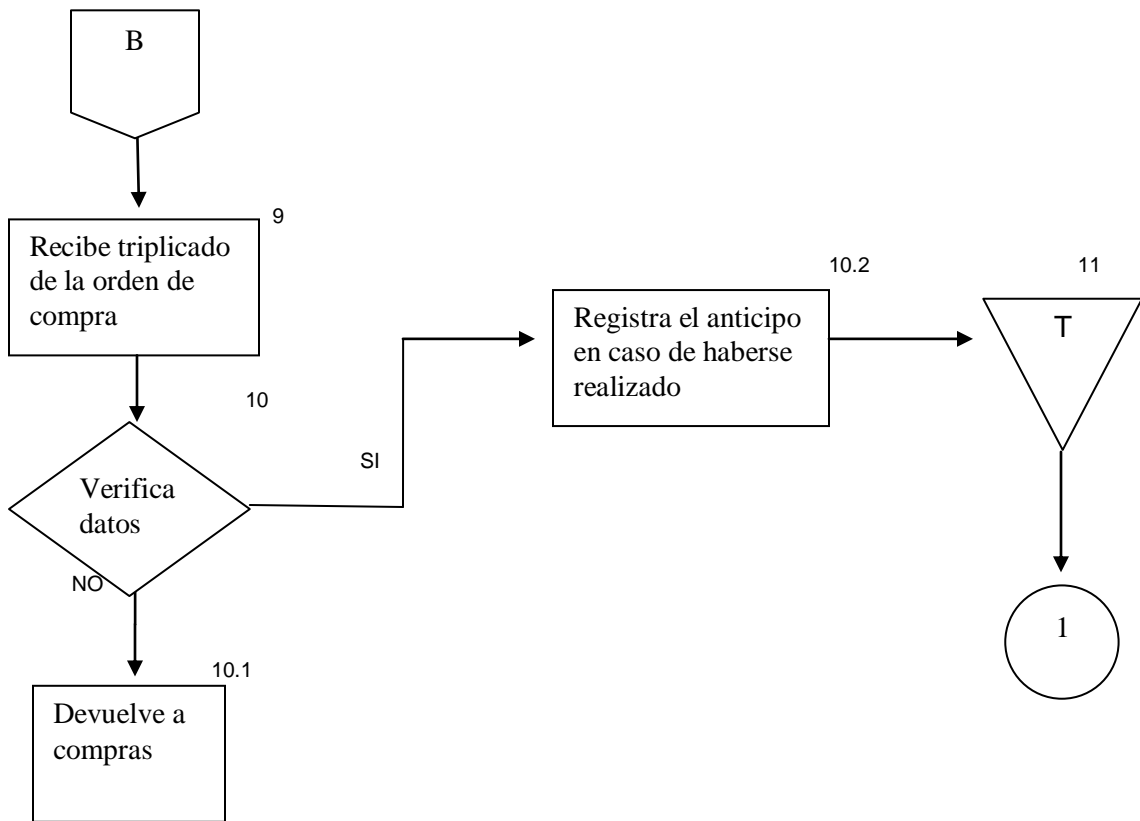 B
9
Recibe triplicado
de la orden de
compra
10
Verifica
datos
SI
NO
10.1
Devuelve a
compras
10.2
Registra el anticipo
en caso de haberse
realizado
11
T
1